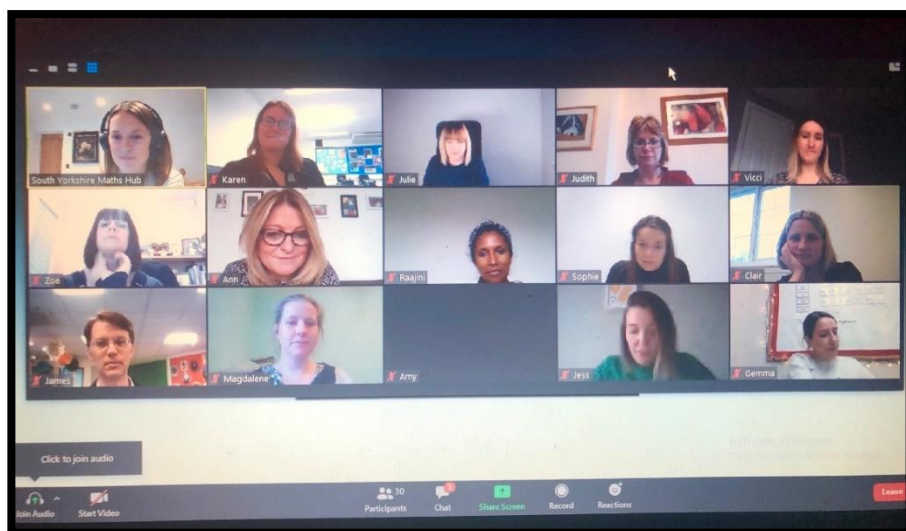 South Yorkshire Maths Hub
Karen
Julie
Judith
Vicci
Zoe
Ann
Raajini
Sophie
Clair
James
Magdalene
Amy
Jess
Gemma
Click to join audio
Join Audio
Start Video
30
Participants
Chat
Share Screen
Record
Reactions
Leave